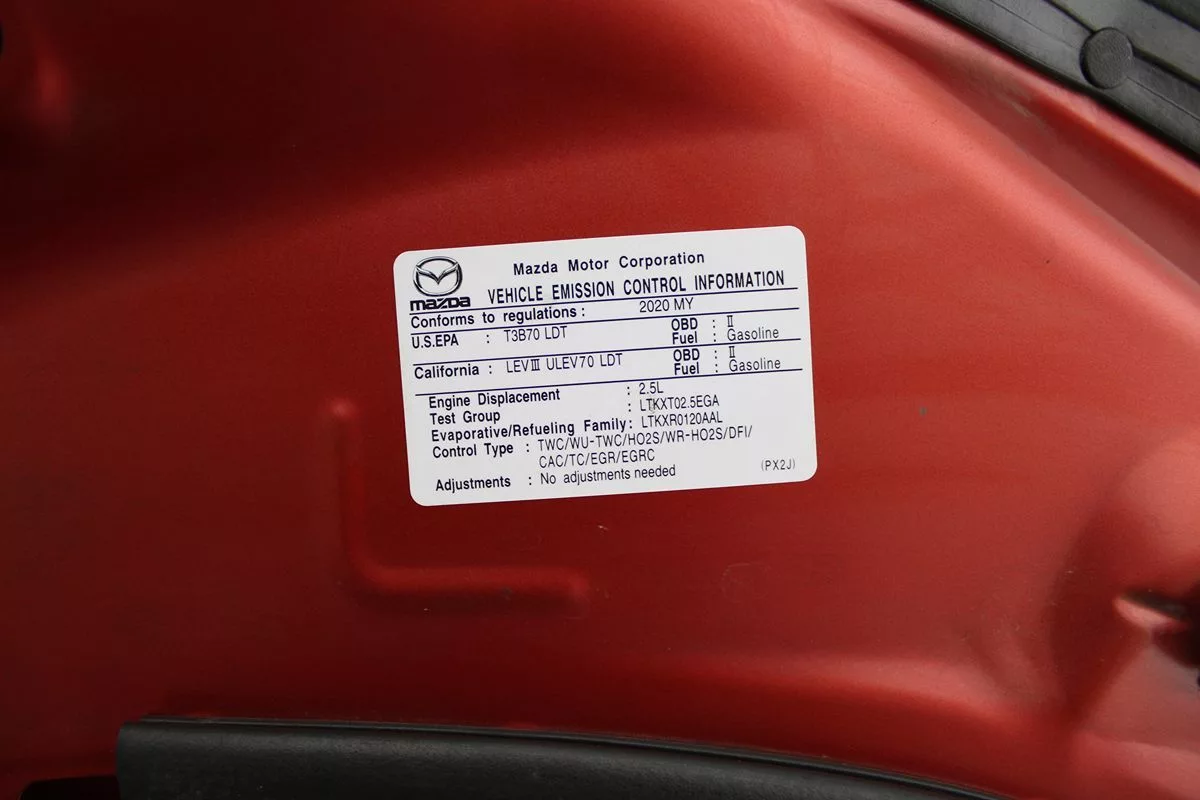 Mazda Motor Corporation
mazda
VEHICLE EMISSION CONTROL INFORMATION
Conforms to regulations : 2020 MY
U.S.EPA : T3B70 LDT OBD : Ⅱ
Fuel : Gasoline
California : LEVⅢ ULEV70 LDT OBD : Ⅱ
Fuel : Gasoline
Engine Displacement : 2.5L
Test Group : LTKXT02.5EGA
Evaporative/Refueling Family: LTKXR0120AAL
Control Type : TWC/WU-TWC/HO2S/WR-HO2S/DFI/
CAC/TC/EGR/EGRC
Adjustments : No adjustments needed (PX2J)